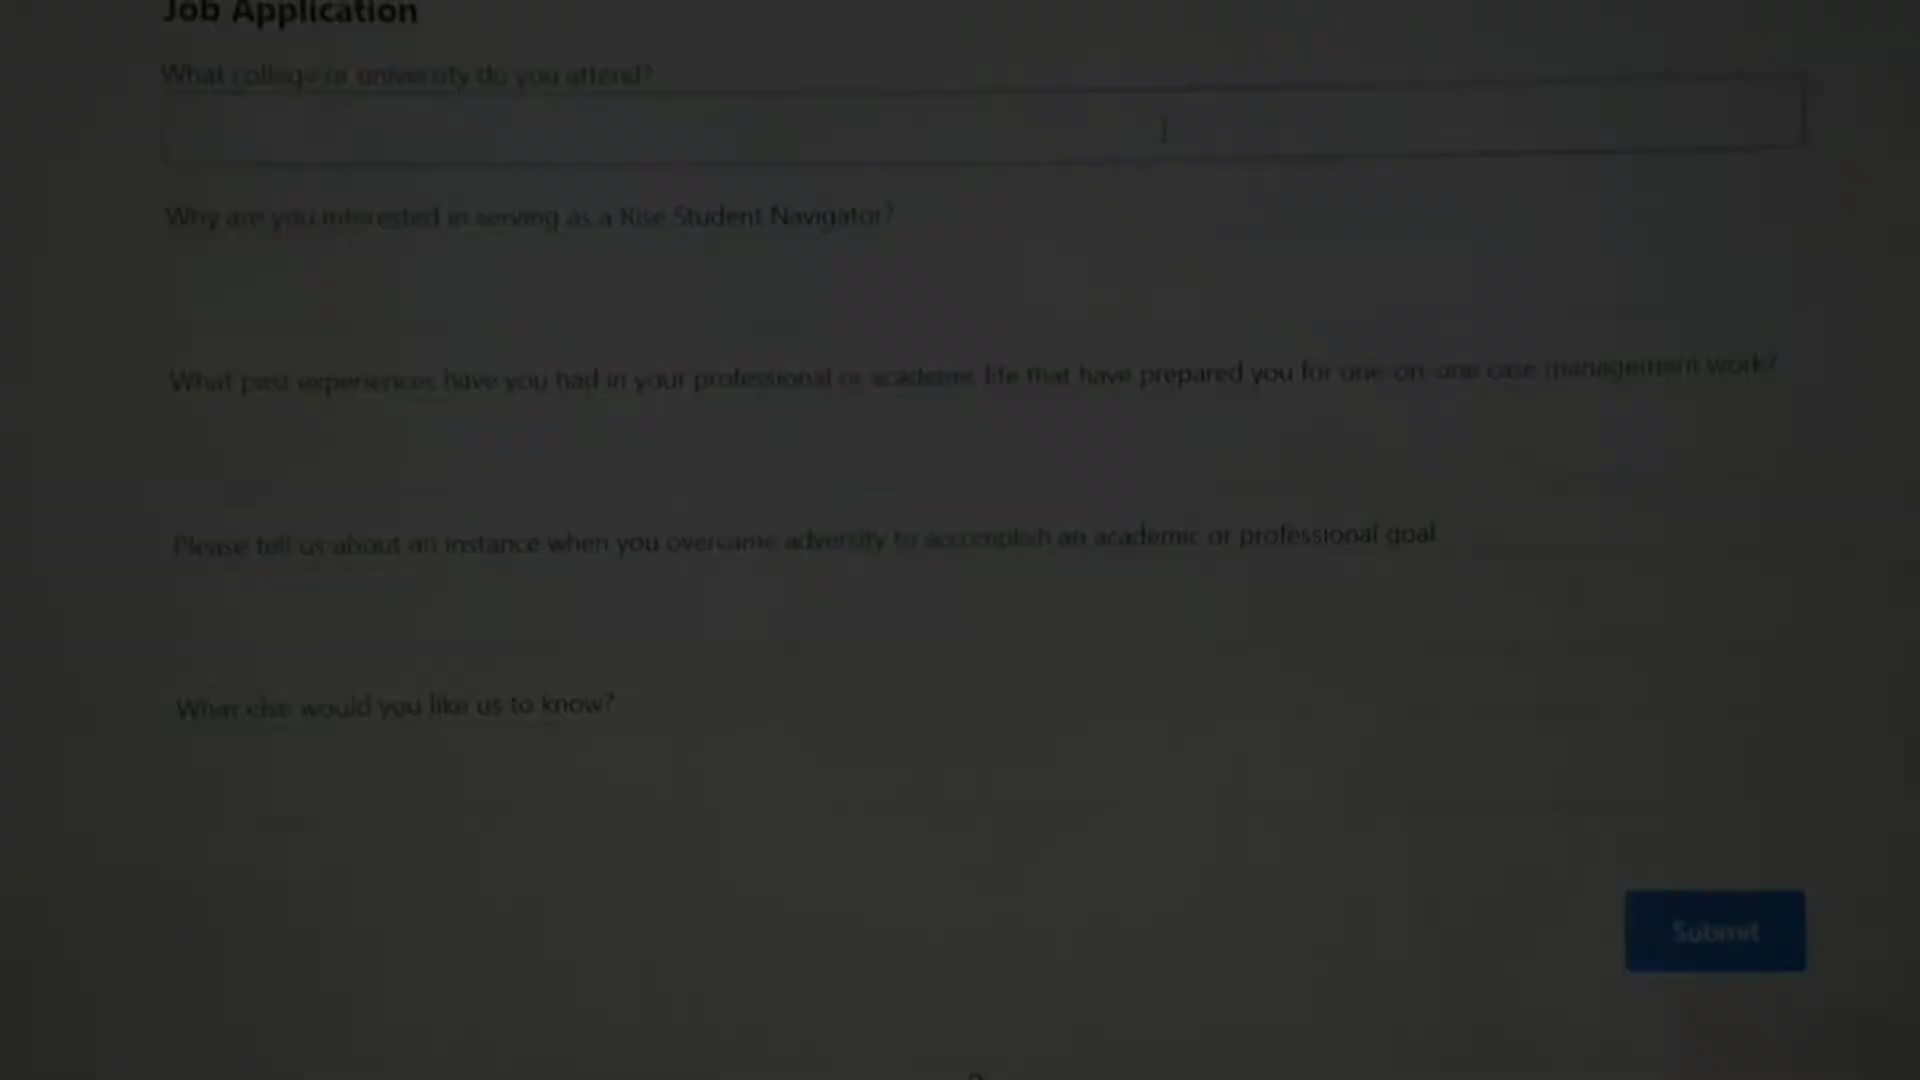 Job Application
What college or university do you attend?
Why are you interested in serving as a Rise Student Navigator?
What past experiences have you had in your professional or academic life that have prepared you for one-on-one case management work?
Please tell us about an instance when you overcame adversity to accomplish an academic or professional goal.
What else would you like us to know?
Submit